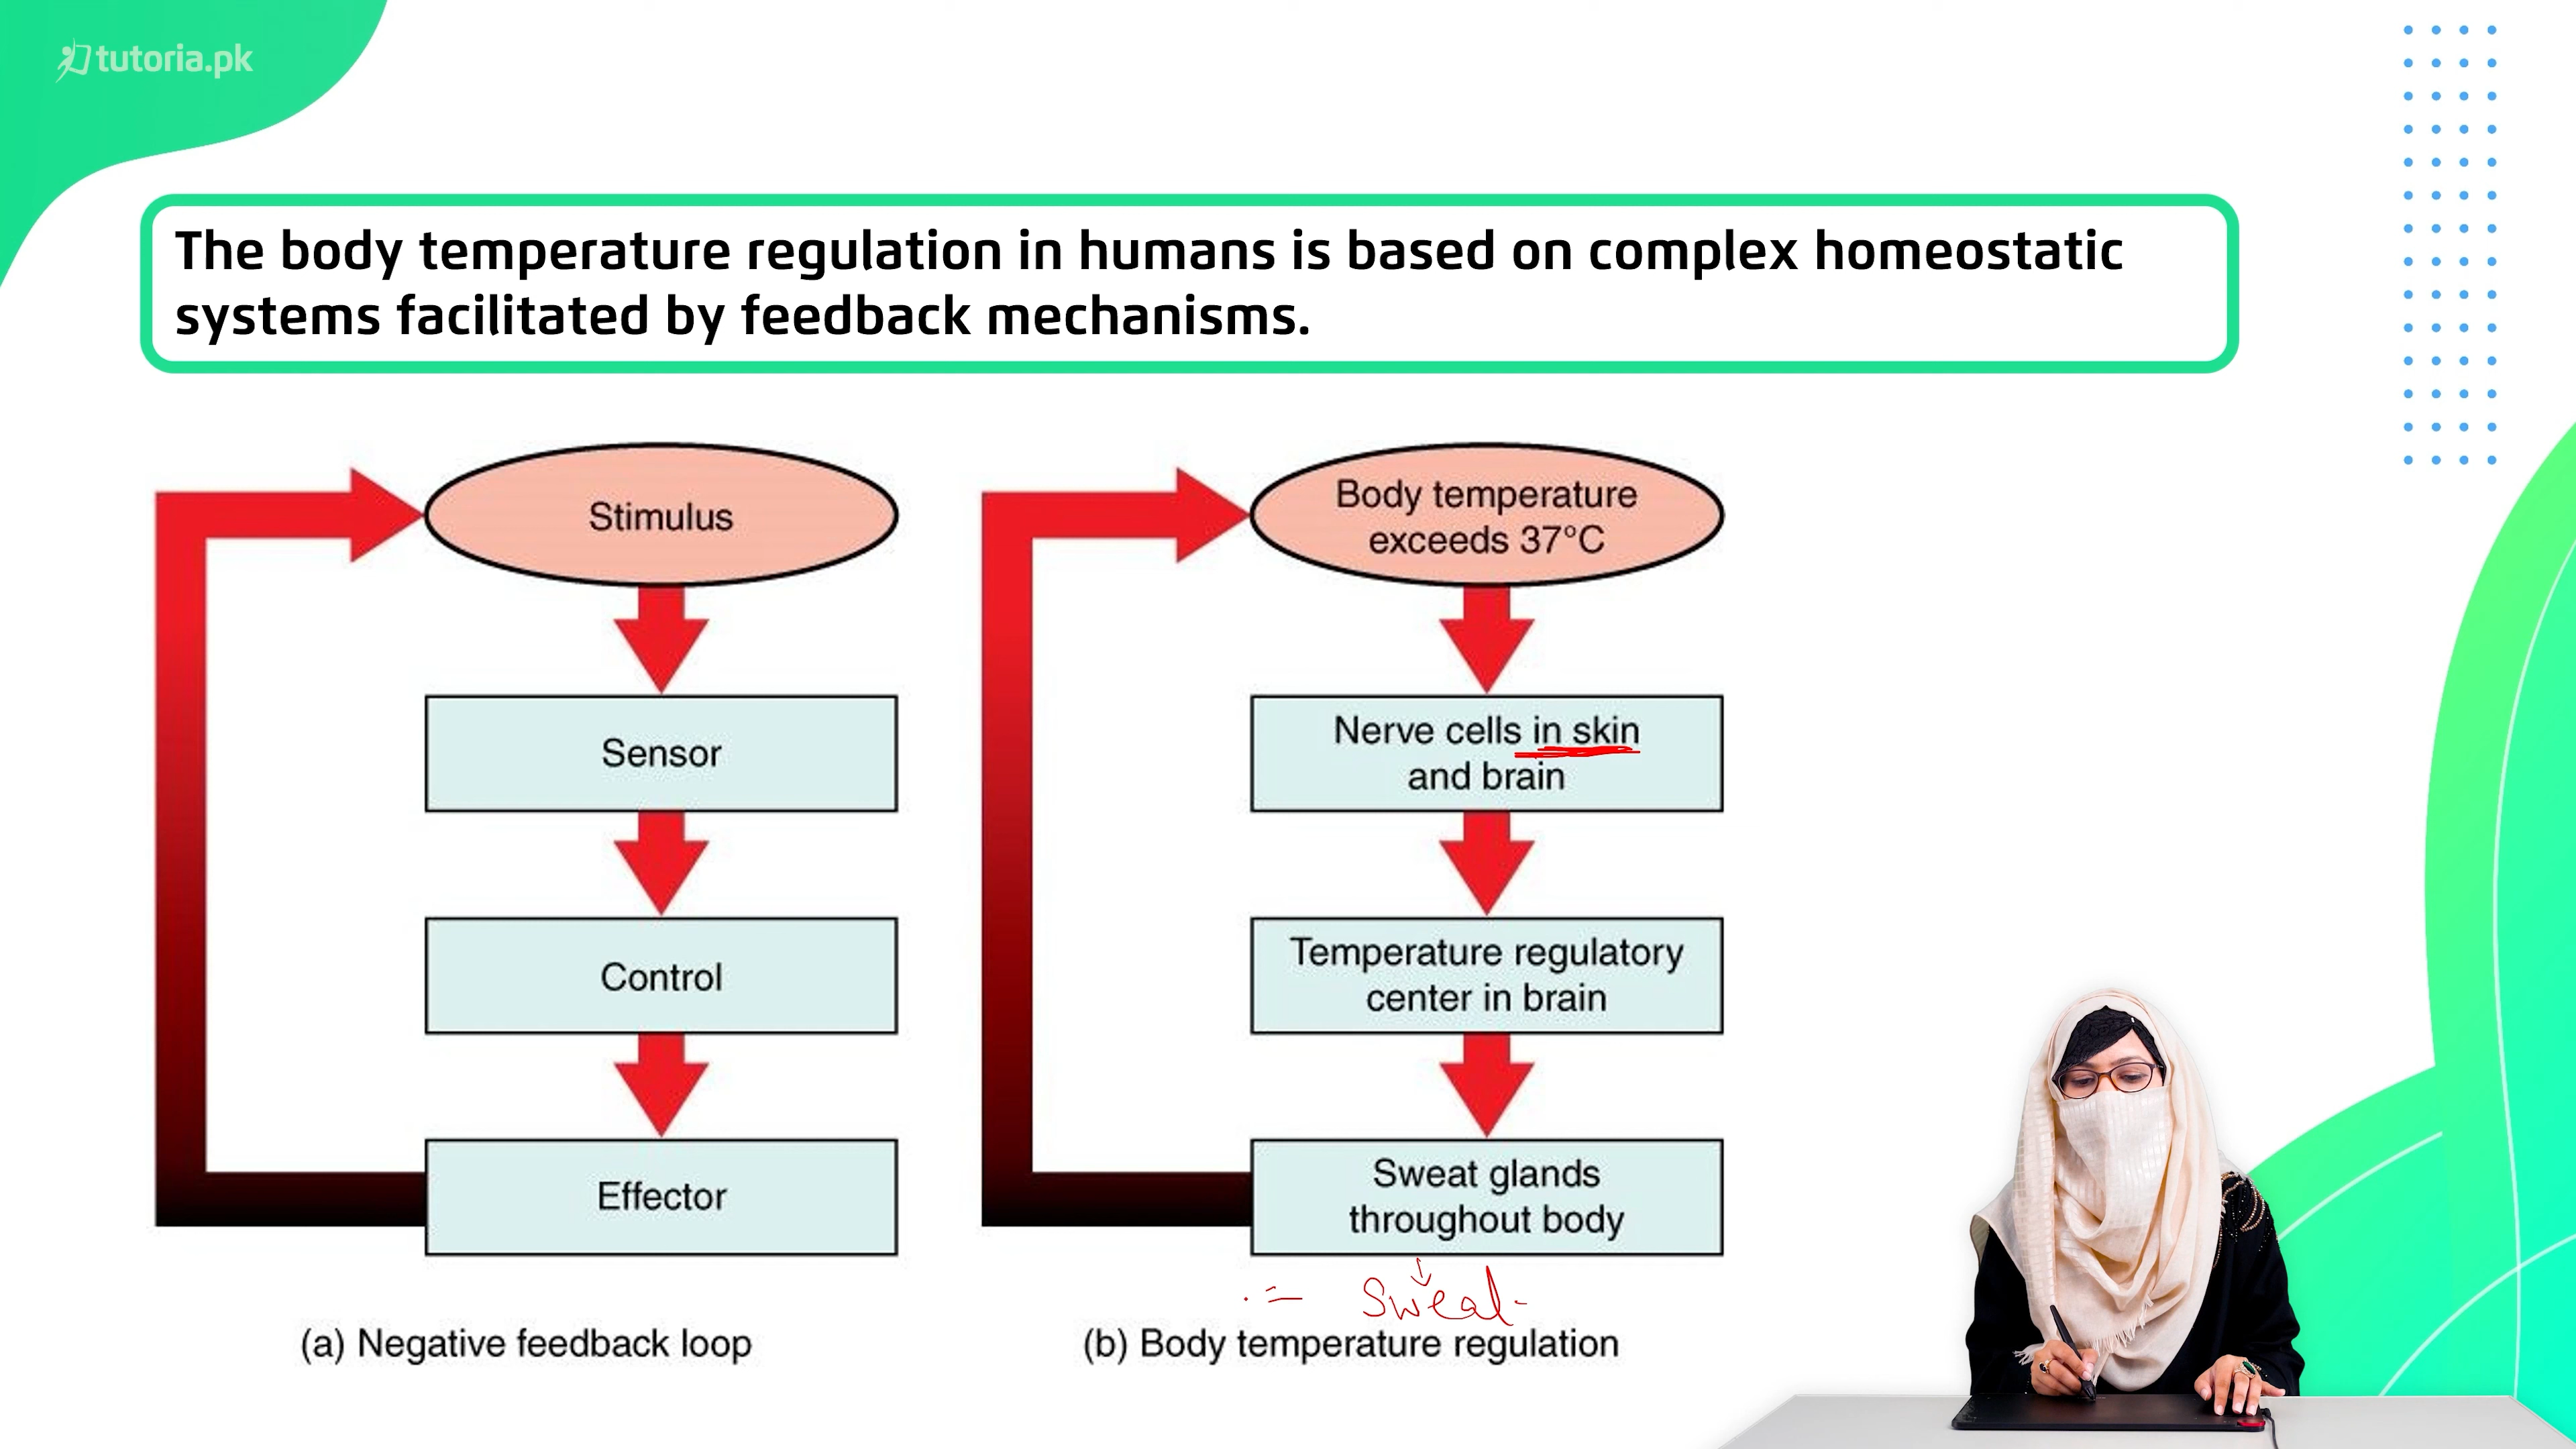 tutoria.pk
The body temperature regulation in humans is based on complex homeostatic
systems facilitated by feedback mechanisms.
Stimulus
Sensor
Control
Effector
(a) Negative feedback loop
Body temperature
exceeds 37°C
Nerve cells in skin
and brain
Temperature regulatory
center in brain
Sweat glands
throughout body
Sweat
(b) Body temperature regulation